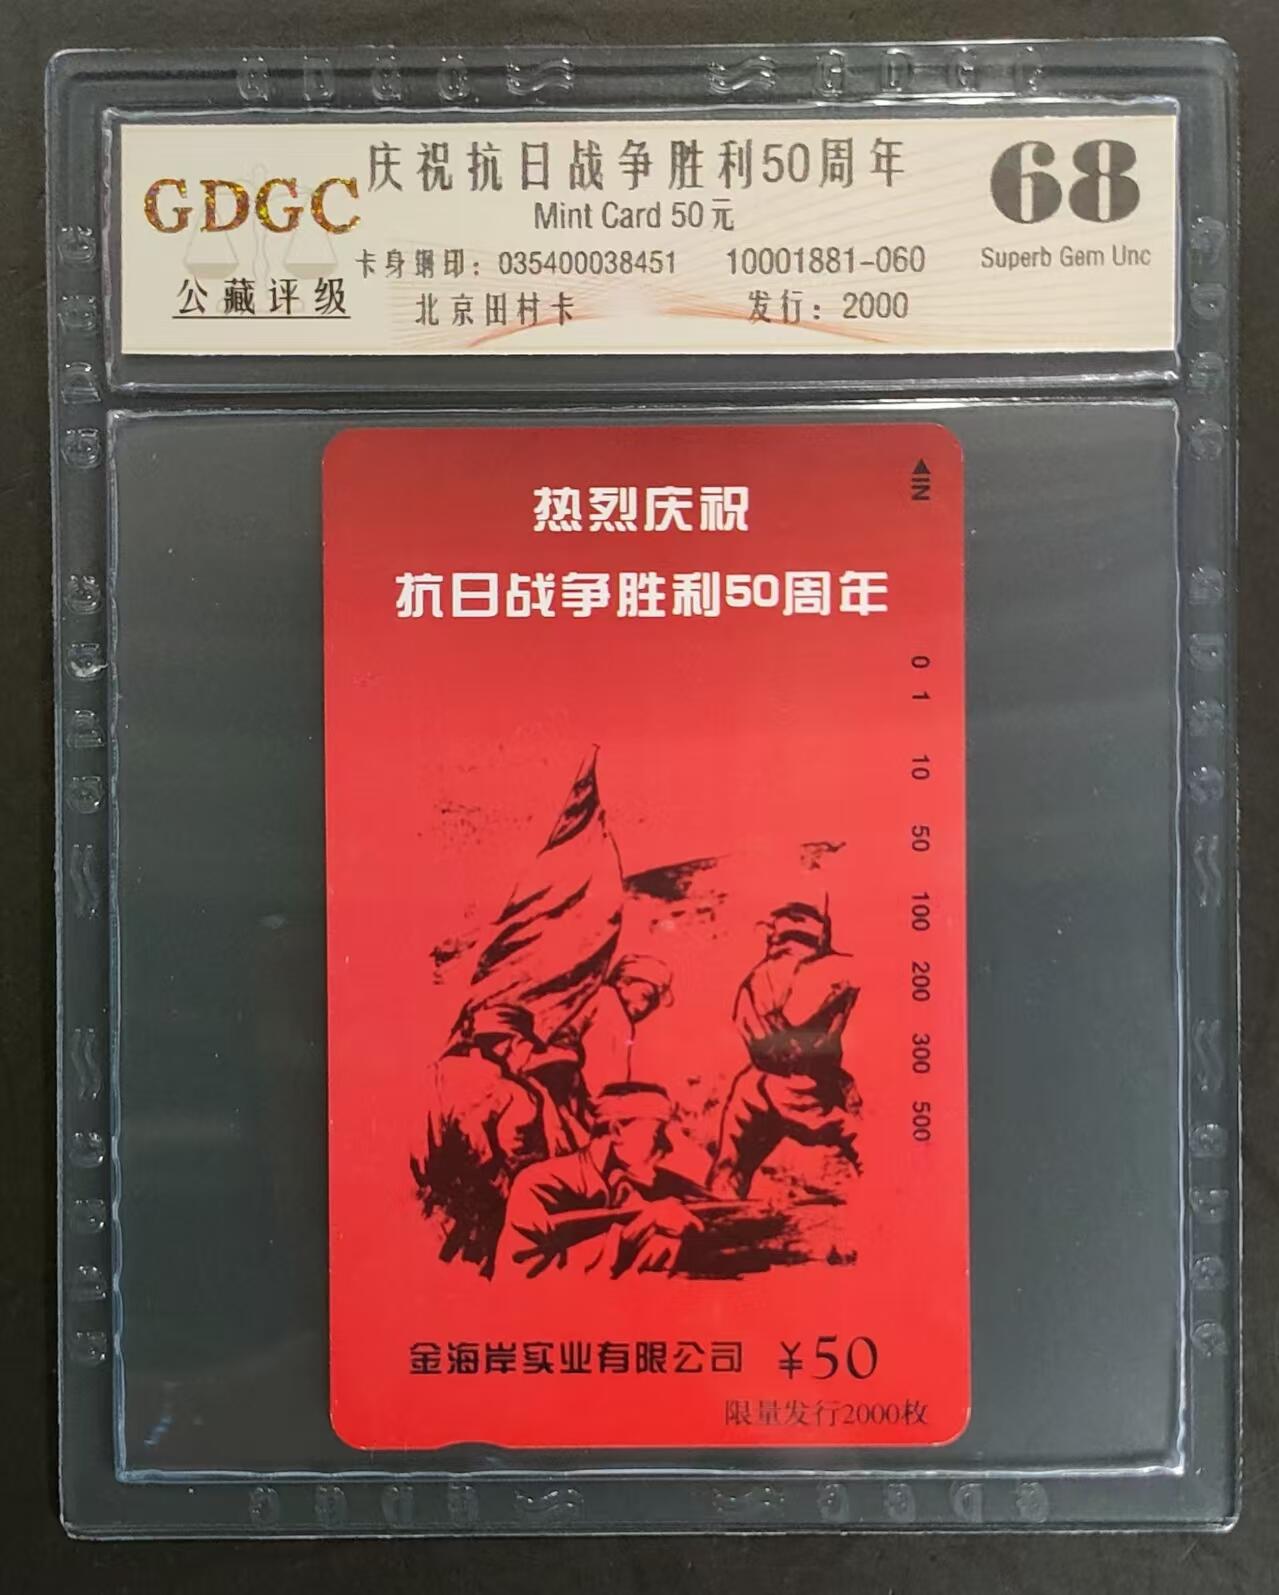 GDGC
公藏评级
庆祝抗日战争胜利50周年
Mint Card 50元
卡身钢印：035400038451 10001881-060
北京田村卡 发行：2000
68
Superb Gem Unc
热烈庆祝
抗日战争胜利50周年
◀IN
0 1 10 50 100 200 300 500
金海岸实业有限公司 ¥50
限量发行2000枚